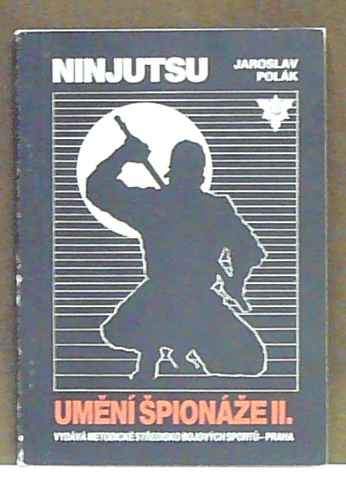 NINJUTSU
JAROSLAV
POLÁK
UMĚNÍ ŠPIONÁŽE II.
VYDÁVÁ METODICKÉ STŘEDISKO BOJOVÝCH SPORTŮ – PRAHA